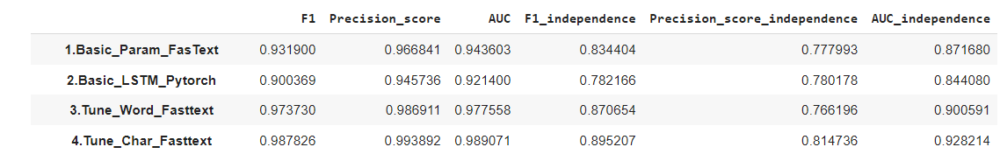 F1 Precision_score AUC F1_independence Precision_score_independence AUC_independence
1.Basic_Param_FasText 0.931900 0.966841 0.943603 0.834404 0.777993 0.871680
2.Basic_LSTM_Pytorch 0.900369 0.945736 0.921400 0.782166 0.780178 0.844080
3.Tune_Word_Fasttext 0.973730 0.986911 0.977558 0.870654 0.766196 0.900591
4.Tune_Char_Fasttext 0.987826 0.993892 0.989071 0.895207 0.814736 0.928214